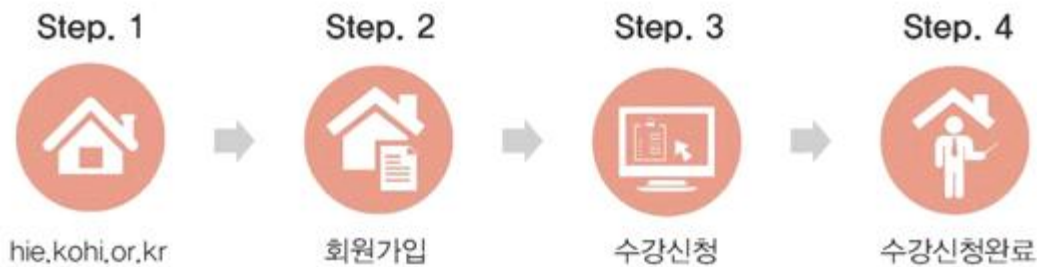 Step. 1
Step. 2
Step. 3
Step. 4
hie.kohi.or.kr
회원가입
수강신청
수강신청완료